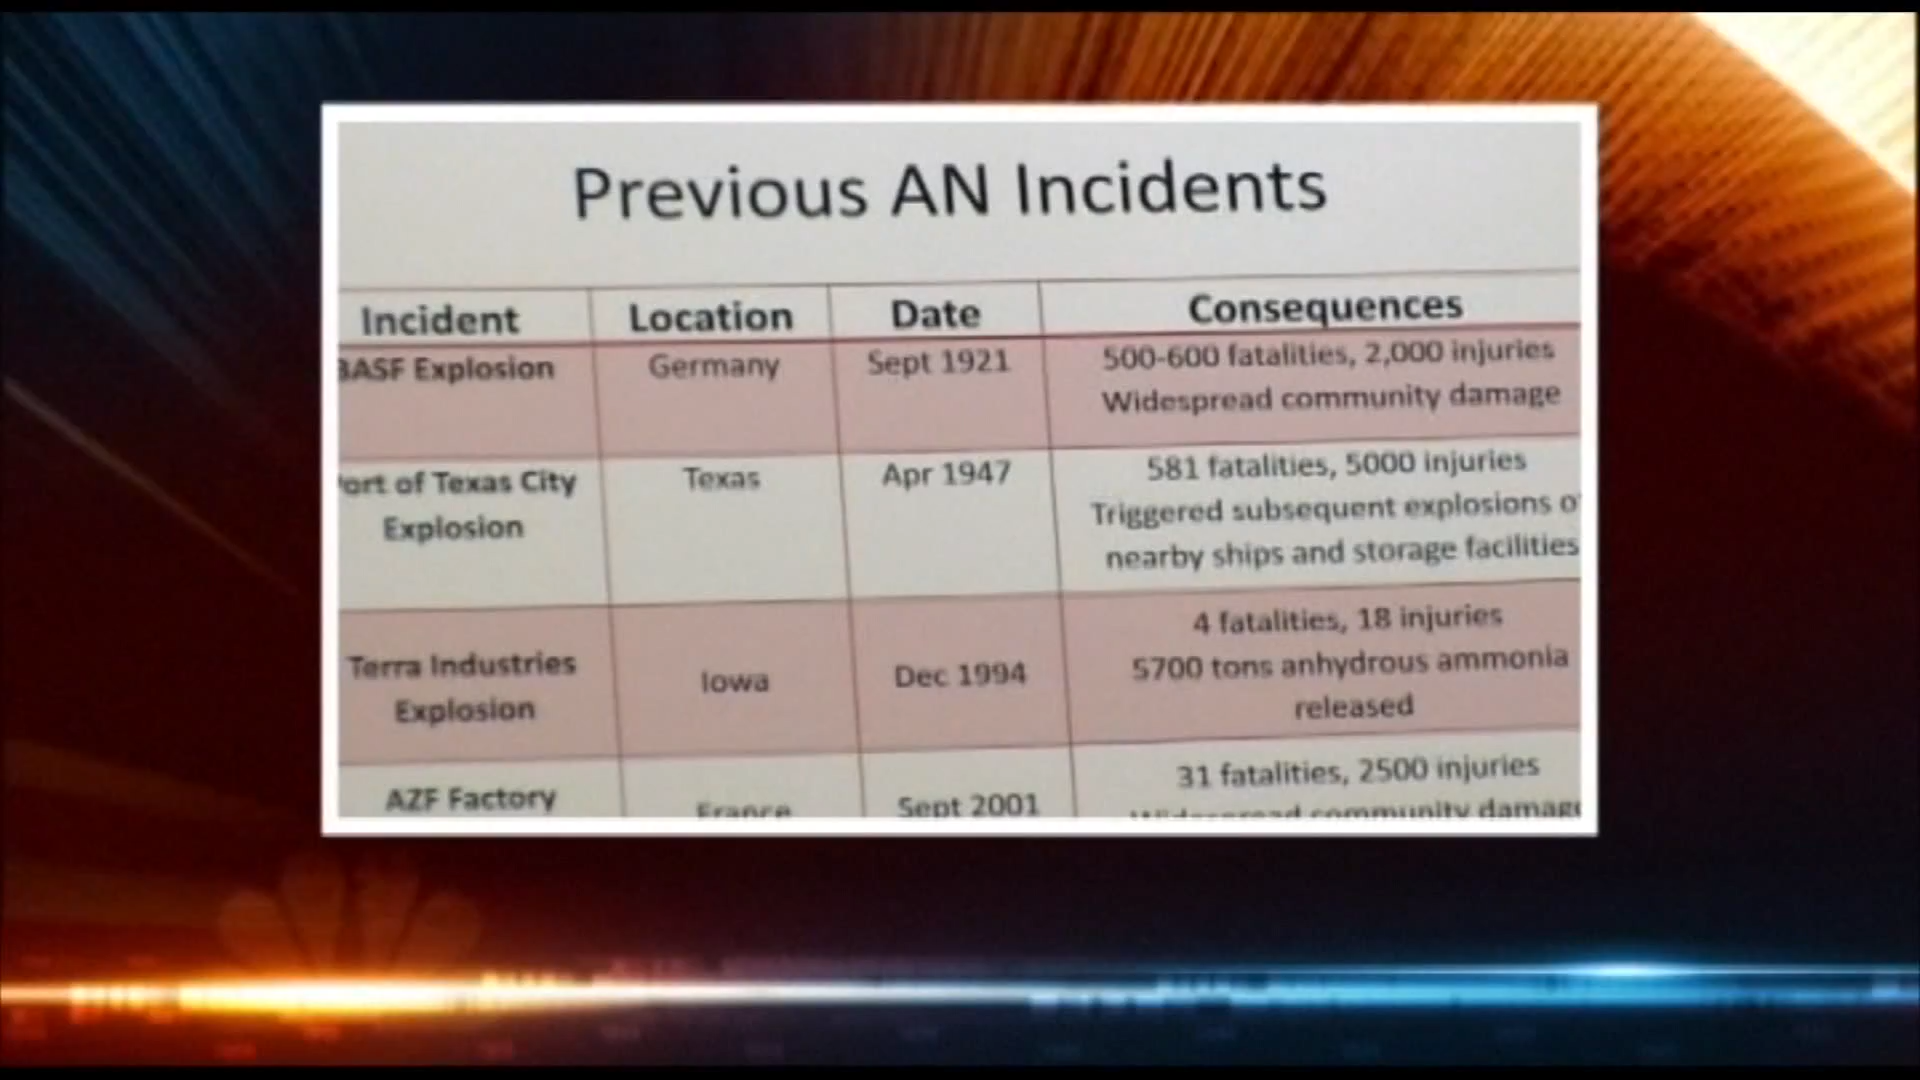 Previous AN Incidents
Incident Location Date Consequences
BASF Explosion Germany Sept 1921 500-600 fatalities, 2,000 injuries
Widespread community damage
Port of Texas City Texas Apr 1947 581 fatalities, 5000 injuries
Explosion Triggered subsequent explosions of
nearby ships and storage facilities
Terra Industries Iowa Dec 1994 4 fatalities, 18 injuries
Explosion 5700 tons anhydrous ammonia
released
AZF Factory France Sept 2001 31 fatalities, 2500 injuries
Widespread community damage